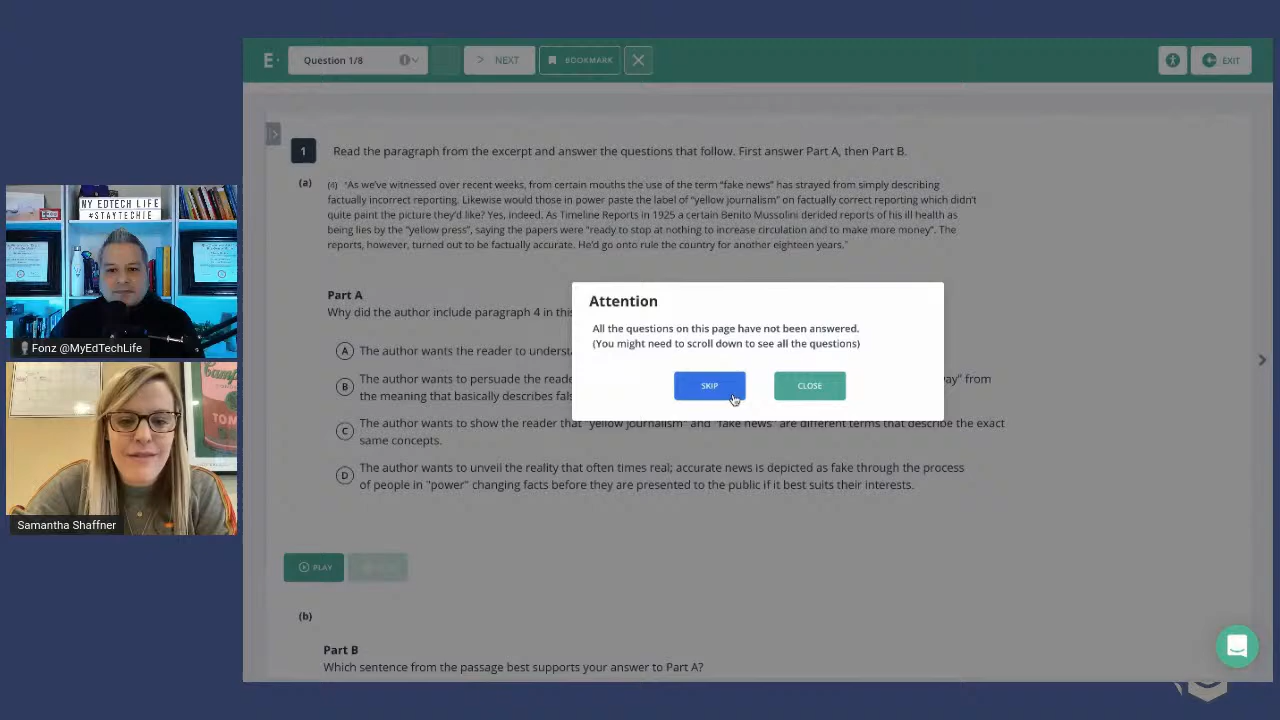 E
Question 1/8
NEXT
BOOKMARK
EXIT
1
Read the paragraph from the excerpt and answer the questions that follow. First answer Part A, then Part B.
(a)
(4) "As we've witnessed over recent weeks, from certain mouths the use of the term "fake news" has strayed from simply describing
factually incorrect reporting. Likewise would those in power paste the label of "yellow journalism" on factually correct reporting which didn't
quite paint the picture they'd like? Yes, indeed. As Timeline Reports in 1925 a certain Benito Mussolini derided reports of his ill health as
being lies by the "yellow press", saying the papers were "ready to stop at nothing to increase circulation and to make more money". The
reports, however, turned out to be factually accurate. He'd go onto rule the country for another eighteen years."
Part A
Why did the author include paragraph 4 in this
A
The author wants the reader to understa
B
The author wants to persuade the reade
way" from
the meaning that basically describes fals
C
The author wants to show the reader that "yellow journalism" and "fake news" are different terms that describe the exact
same concepts.
D
The author wants to unveil the reality that often times real; accurate news is depicted as fake through the process
of people in "power" changing facts before they are presented to the public if it best suits their interests.
PLAY
(b)
Part B
Which sentence from the passage best supports your answer to Part A?
Attention
All the questions on this page have not been answered.
(You might need to scroll down to see all the questions)
SKIP
CLOSE
MY EDTECH LIFE
#STAYTECHIE
Fonz @MyEdTechLife
Campbell
TOM
Samantha Shaffner